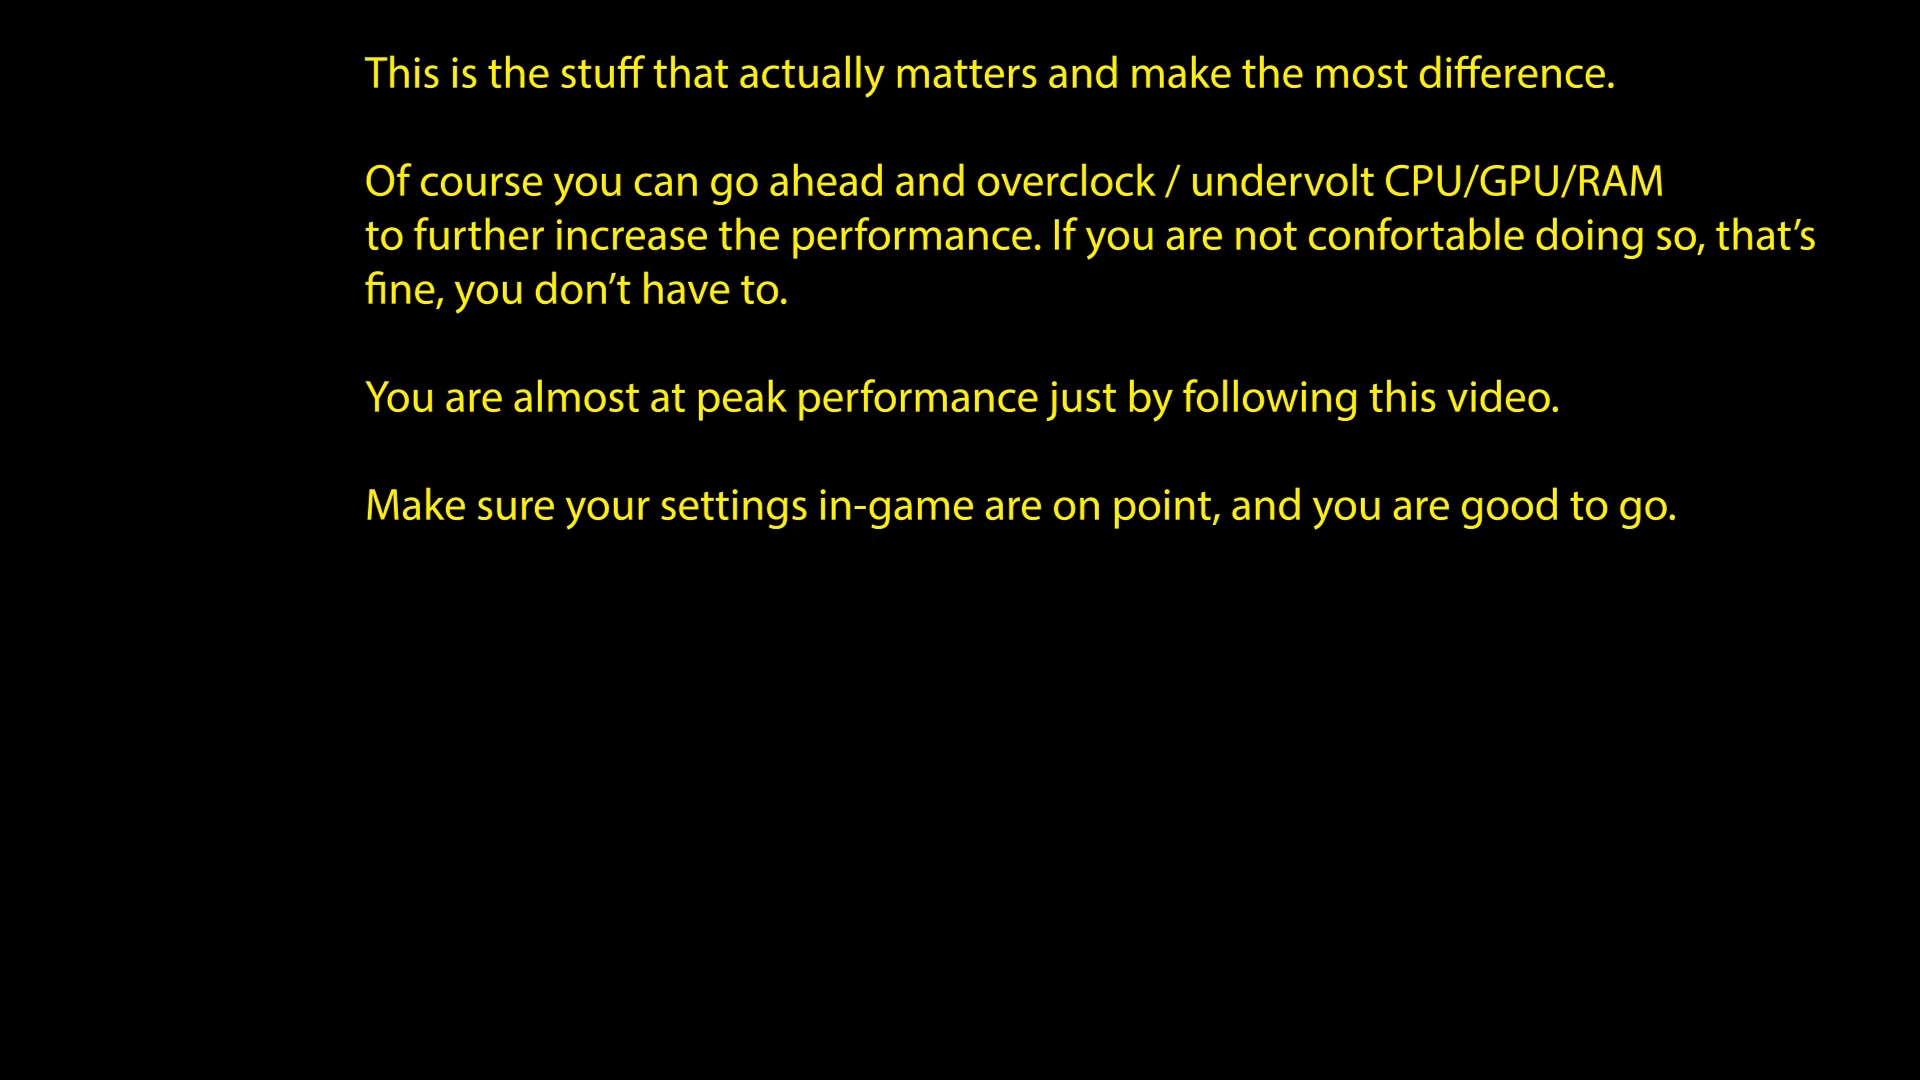 This is the stuff that actually matters and make the most difference.
Of course you can go ahead and overclock / undervolt CPU/GPU/RAM
to further increase the performance. If you are not confortable doing so, that’s
fine, you don’t have to.
You are almost at peak performance just by following this video.
Make sure your settings in-game are on point, and you are good to go.